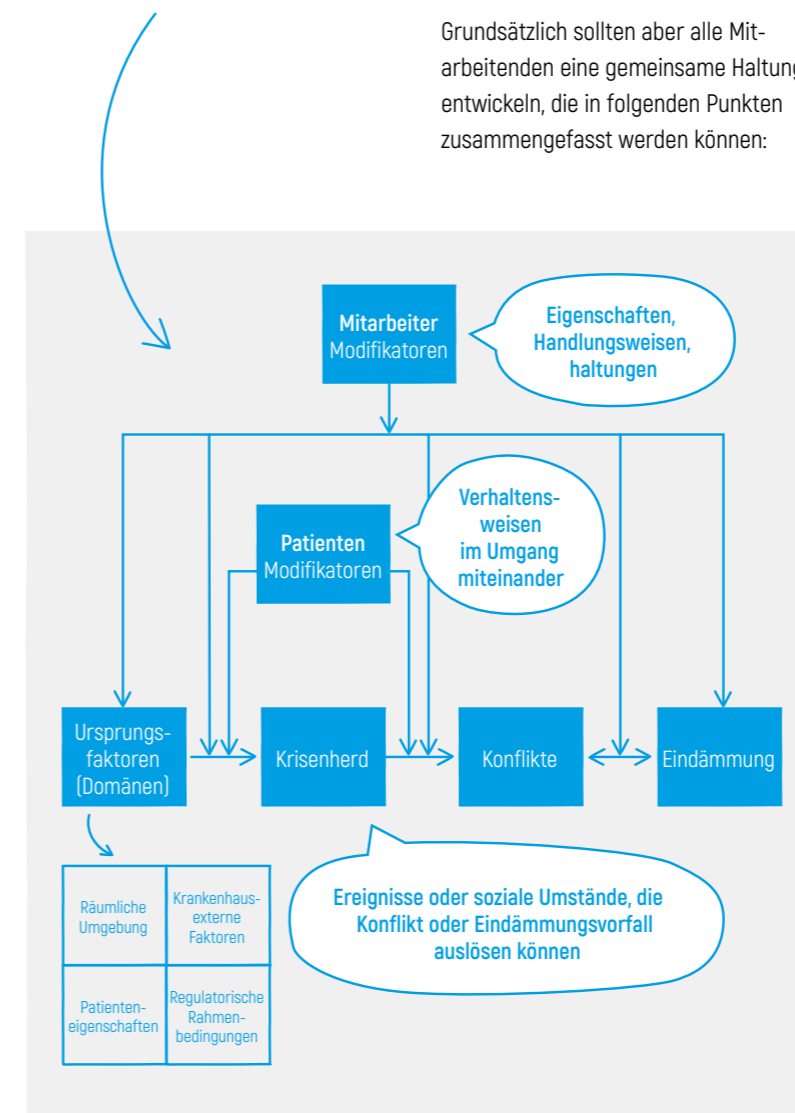 Grundsätzlich sollten aber alle Mit-
arbeitenden eine gemeinsame Haltung
entwickeln, die in folgenden Punkten
zusammengefasst werden können:
Mitarbeiter
Modifikatoren
Eigenschaften,
Handlungsweisen,
haltungen
Patienten
Modifikatoren
Verhaltens-
weisen
im Umgang
miteinander
Ursprungs-
faktoren
(Domänen)
Krisenherd
Konflikte
Eindämmung
Räumliche
Umgebung
Krankenhaus-
externe
Faktoren
Patienten-
eigenschaften
Regulatorische
Rahmen-
bedingungen
Ereignisse oder soziale Umstände, die
Konflikt oder Eindämmungsvorfall
auslösen können